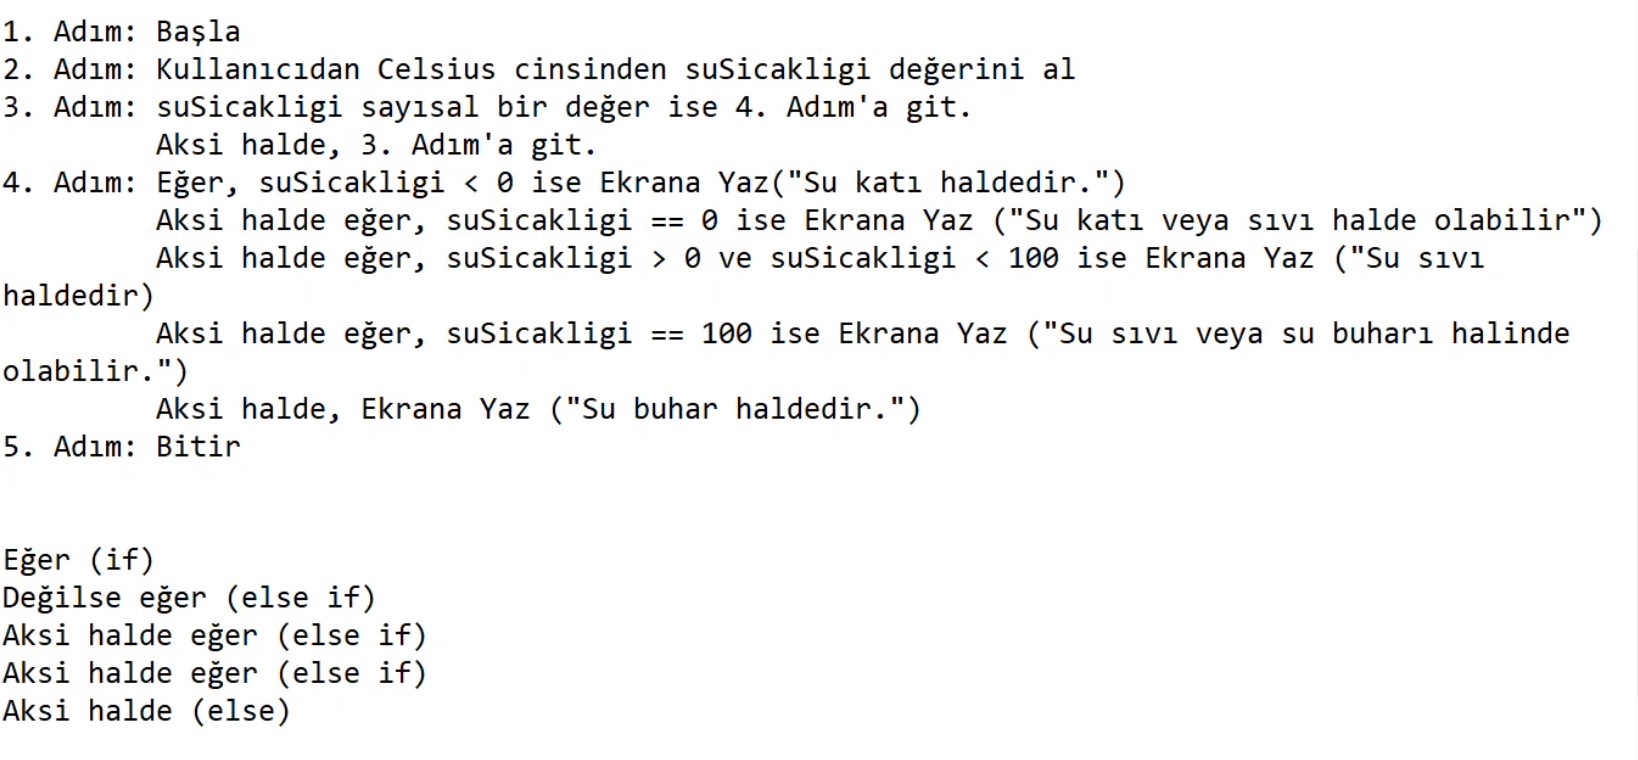 1. Adım: Başla
2. Adım: Kullanıcıdan Celsius cinsinden suSicakligi değerini al
3. Adım: suSicakligi sayısal bir değer ise 4. Adım'a git.
Aksi halde, 3. Adım'a git.
4. Adım: Eğer, suSicakligi < 0 ise Ekrana Yaz("Su katı haldedir.")
Aksi halde eğer, suSicakligi == 0 ise Ekrana Yaz ("Su katı veya sıvı halde olabilir")
Aksi halde eğer, suSicakligi > 0 ve suSicakligi < 100 ise Ekrana Yaz ("Su sıvı
haldedir)
Aksi halde eğer, suSicakligi == 100 ise Ekrana Yaz ("Su sıvı veya su buharı halinde
olabilir.")
Aksi halde, Ekrana Yaz ("Su buhar haldedir.")
5. Adım: Bitir
Eğer (if)
Değilse eğer (else if)
Aksi halde eğer (else if)
Aksi halde eğer (else if)
Aksi halde (else)